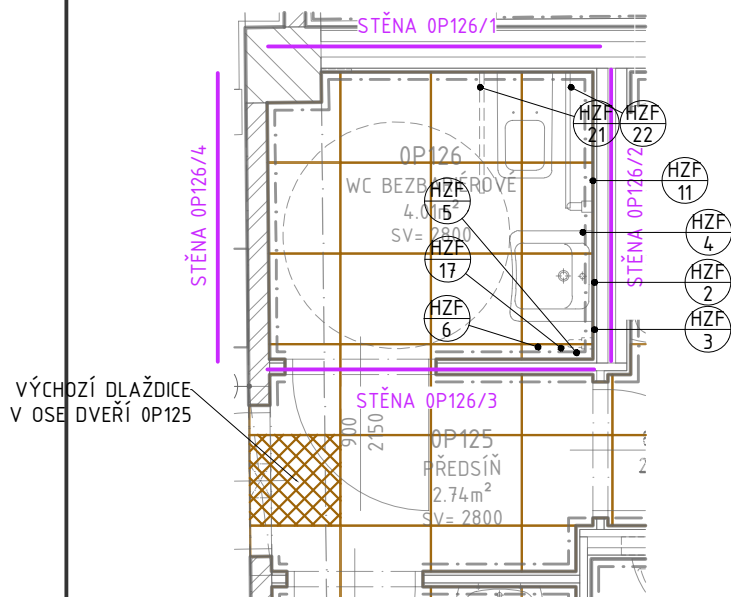 STĚNA 0P126/1
HZF
21
HZF
22
STĚNA 0P126/4
0P126
WC BEZBARIÉROVÉ
4.01m²
SV= 2800
HZF
5
HZF
17
HZF
6
HZF
11
HZF
4
HZF
2
HZF
3
STĚNA 0P126/2
VÝCHOZÍ DLAŽDICE
V OSE DVEŘÍ 0P125
STĚNA 0P126/3
900
2150
0P125
PŘEDSÍŇ
2.74m²
SV= 2800